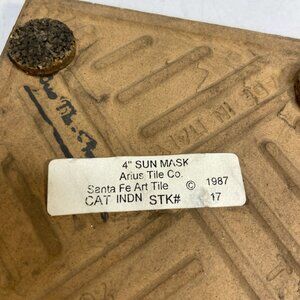 4" SUN MASK
Arius Tile Co.
Santa Fe Art Tile © 1987
CAT INDN STK# 17